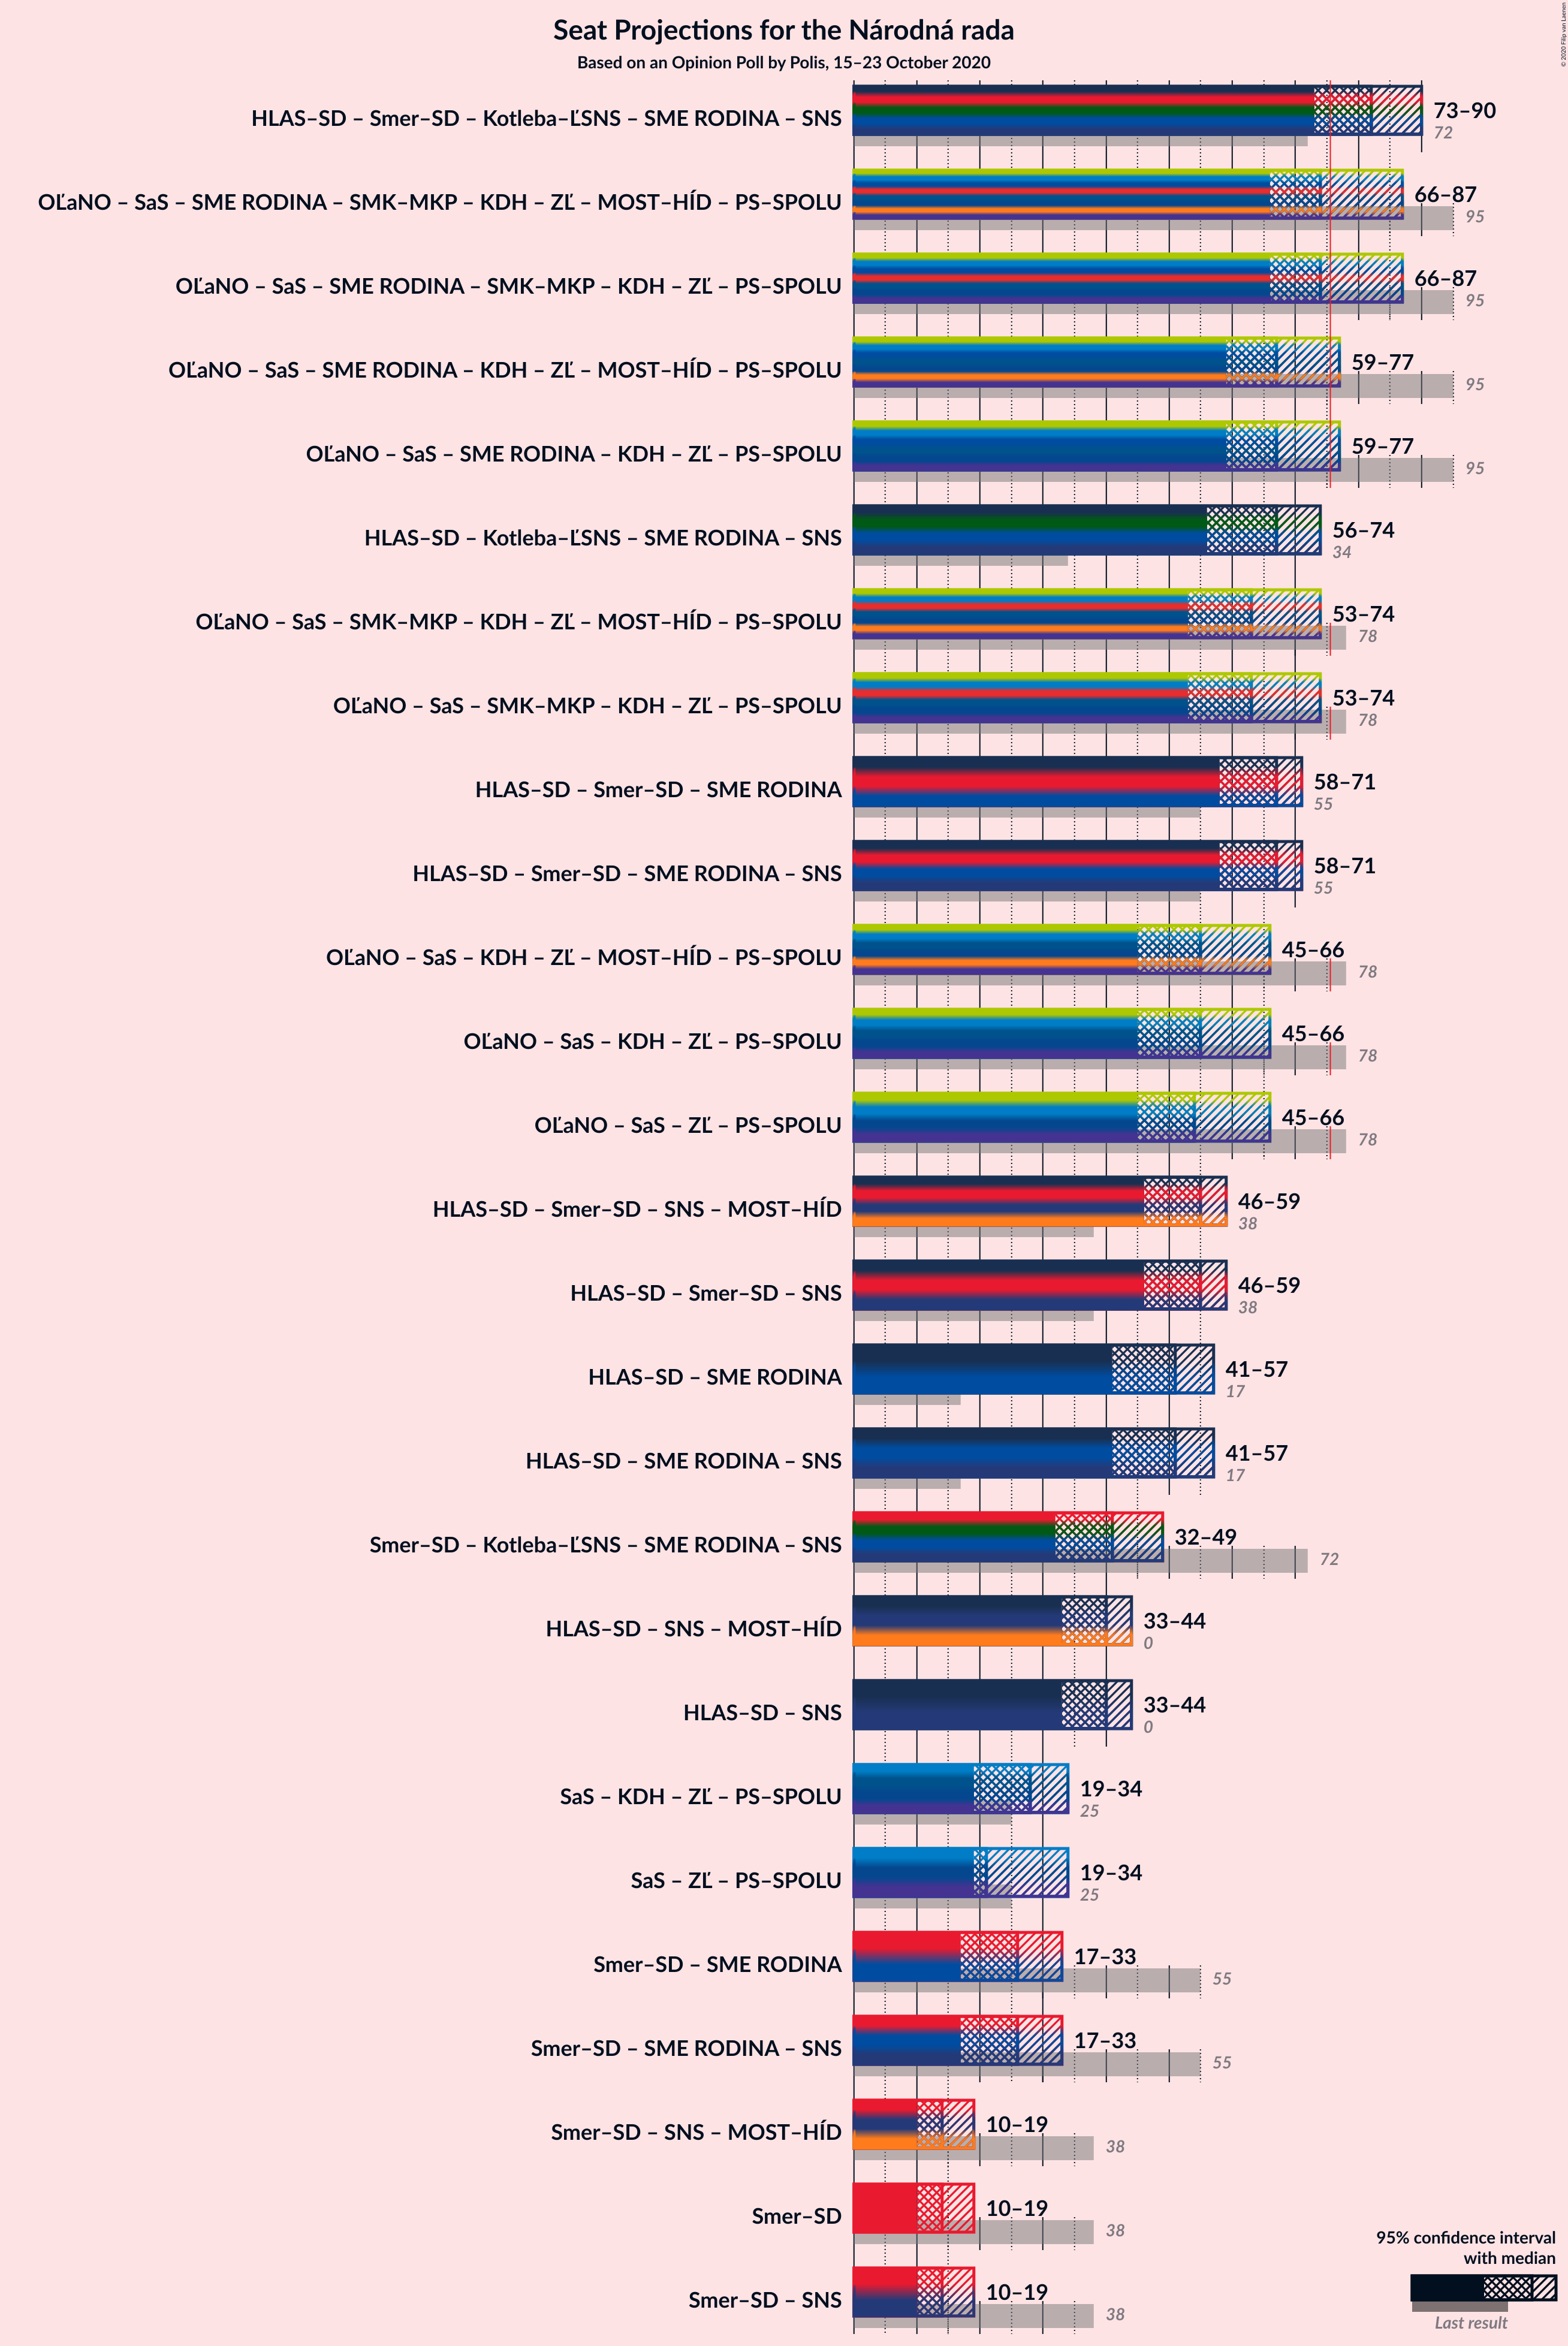 Seat Projections for the Národná rada
Based on an Opinion Poll by Polis, 15–23 October 2020
© 2020 Filip van Laenen
HLAS–SD – Smer–SD – Kotleba–ĽSNS – SME RODINA – SNS
73–90
72
OĽaNO – SaS – SME RODINA – SMK–MKP – KDH – ZĽ – MOST–HÍD – PS–SPOLU
66–87
95
OĽaNO – SaS – SME RODINA – SMK–MKP – KDH – ZĽ – PS–SPOLU
66–87
95
OĽaNO – SaS – SME RODINA – KDH – ZĽ – MOST–HÍD – PS–SPOLU
59–77
95
OĽaNO – SaS – SME RODINA – KDH – ZĽ – PS–SPOLU
59–77
95
HLAS–SD – Kotleba–ĽSNS – SME RODINA – SNS
56–74
34
OĽaNO – SaS – SMK–MKP – KDH – ZĽ – MOST–HÍD – PS–SPOLU
53–74
78
OĽaNO – SaS – SMK–MKP – KDH – ZĽ – PS–SPOLU
53–74
78
HLAS–SD – Smer–SD – SME RODINA
58–71
55
HLAS–SD – Smer–SD – SME RODINA – SNS
58–71
55
OĽaNO – SaS – KDH – ZĽ – MOST–HÍD – PS–SPOLU
45–66
78
OĽaNO – SaS – KDH – ZĽ – PS–SPOLU
45–66
78
OĽaNO – SaS – ZĽ – PS–SPOLU
45–66
78
HLAS–SD – Smer–SD – SNS – MOST–HÍD
46–59
38
HLAS–SD – Smer–SD – SNS
46–59
38
HLAS–SD – SME RODINA
41–57
17
HLAS–SD – SME RODINA – SNS
41–57
17
Smer–SD – Kotleba–ĽSNS – SME RODINA – SNS
32–49
72
HLAS–SD – SNS – MOST–HÍD
33–44
0
HLAS–SD – SNS
33–44
0
SaS – KDH – ZĽ – PS–SPOLU
19–34
25
SaS – ZĽ – PS–SPOLU
19–34
25
Smer–SD – SME RODINA
17–33
55
Smer–SD – SME RODINA – SNS
17–33
55
Smer–SD – SNS – MOST–HÍD
10–19
38
Smer–SD
10–19
38
Smer–SD – SNS
10–19
38
95% confidence interval
with median
Last result